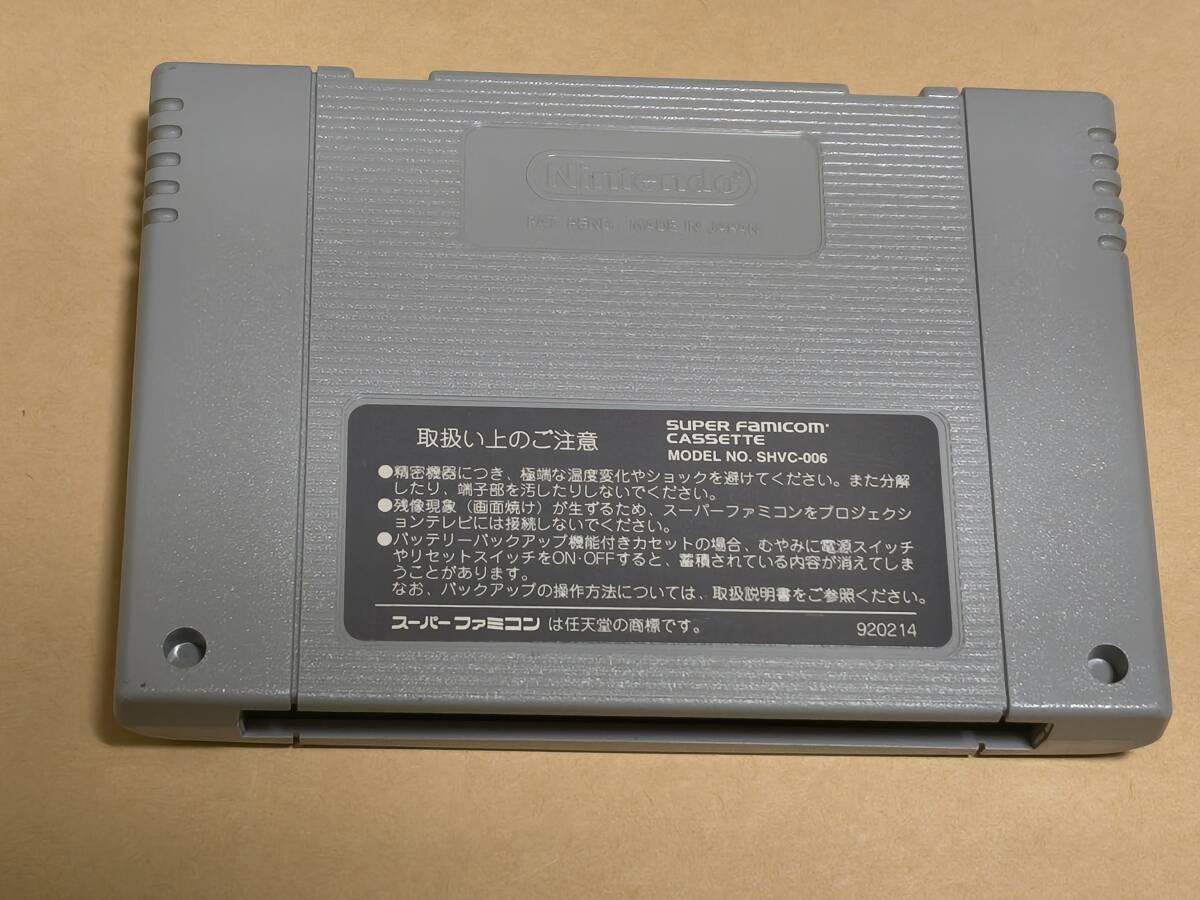 Nintendo®
PAT. PEND. MADE IN JAPAN
取扱い上のご注意
SUPER FAMICOM®
CASSETTE
MODEL NO. SHVC-006
●精密機器につき、極端な温度変化やショックを避けてください。また分解
したり、端子部を汚したりしないでください。
●残像現象（画面焼け）が生ずるため、スーパーファミコンをプロジェクシ
ョンテレビには接続しないでください。
●バッテリーバックアップ機能付きカセットの場合、むやみに電源スイッチ
やリセットスイッチをON・OFFすると、蓄積されている内容が消えてしま
うことがあります。
なお、バックアップの操作方法については、取扱説明書をご参照ください。
スーパーファミコン は任天堂の商標です。
920214